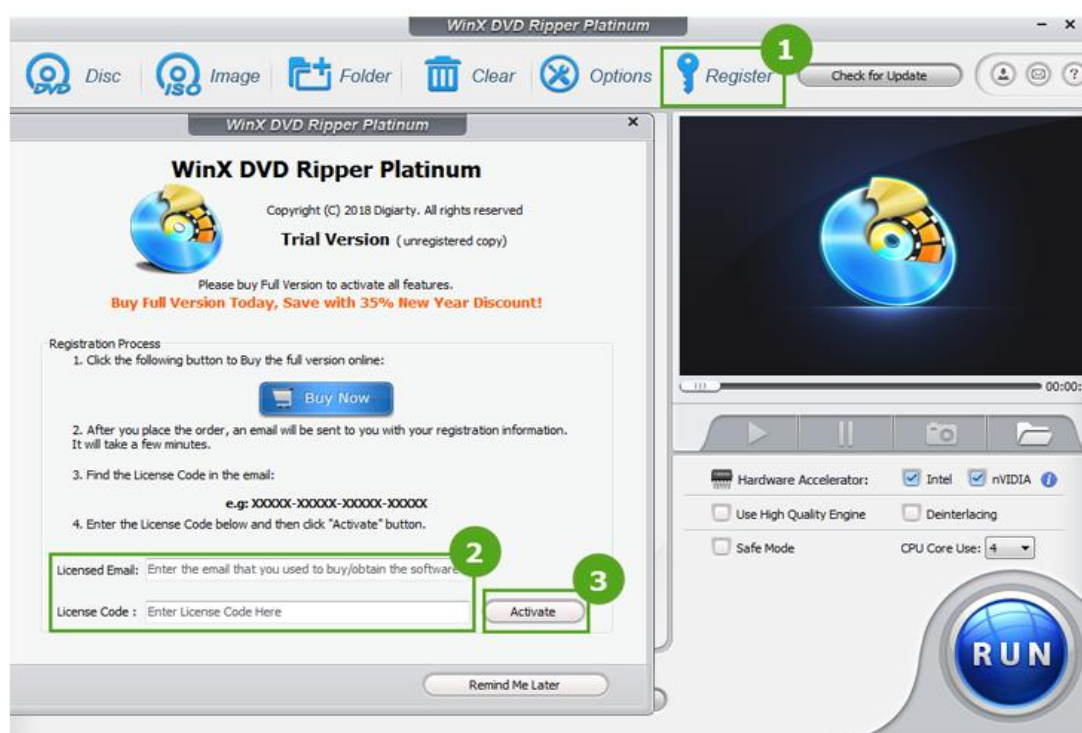 WinX DVD Ripper Platinum
1
DVD Disc ISO Image Folder Clear Options Register Check for Update ?
WinX DVD Ripper Platinum
WinX DVD Ripper Platinum
Copyright (C) 2018 Digiarty. All rights reserved
Trial Version (unregistered copy)
Please buy Full Version to activate all features.
Buy Full Version Today, Save with 35% New Year Discount!
Registration Process
1. Click the following button to Buy the full version online:
Buy Now
2. After you place the order, an email will be sent to you with your registration information.
It will take a few minutes.
3. Find the License Code in the email:
e.g: XXXXX-XXXXX-XXXXX-XXXXX
4. Enter the License Code below and then click "Activate" button.
2
Licensed Email: Enter the email that you used to buy/obtain the software
3
License Code : Enter License Code Here
Activate
Remind Me Later
00:00:
Hardware Accelerator: Intel nVIDIA i
Use High Quality Engine Deinterlacing
Safe Mode CPU Core Use: 4
RUN